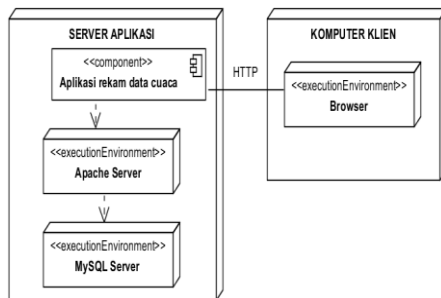 SERVER APLIKASI
<<component>>
Aplikasi rekam data cuaca
<<executionEnvironment>>
Apache Server
<<executionEnvironment>>
MySQL Server
HTTP
KOMPUTER KLIEN
<<executionEnvironment>>
Browser